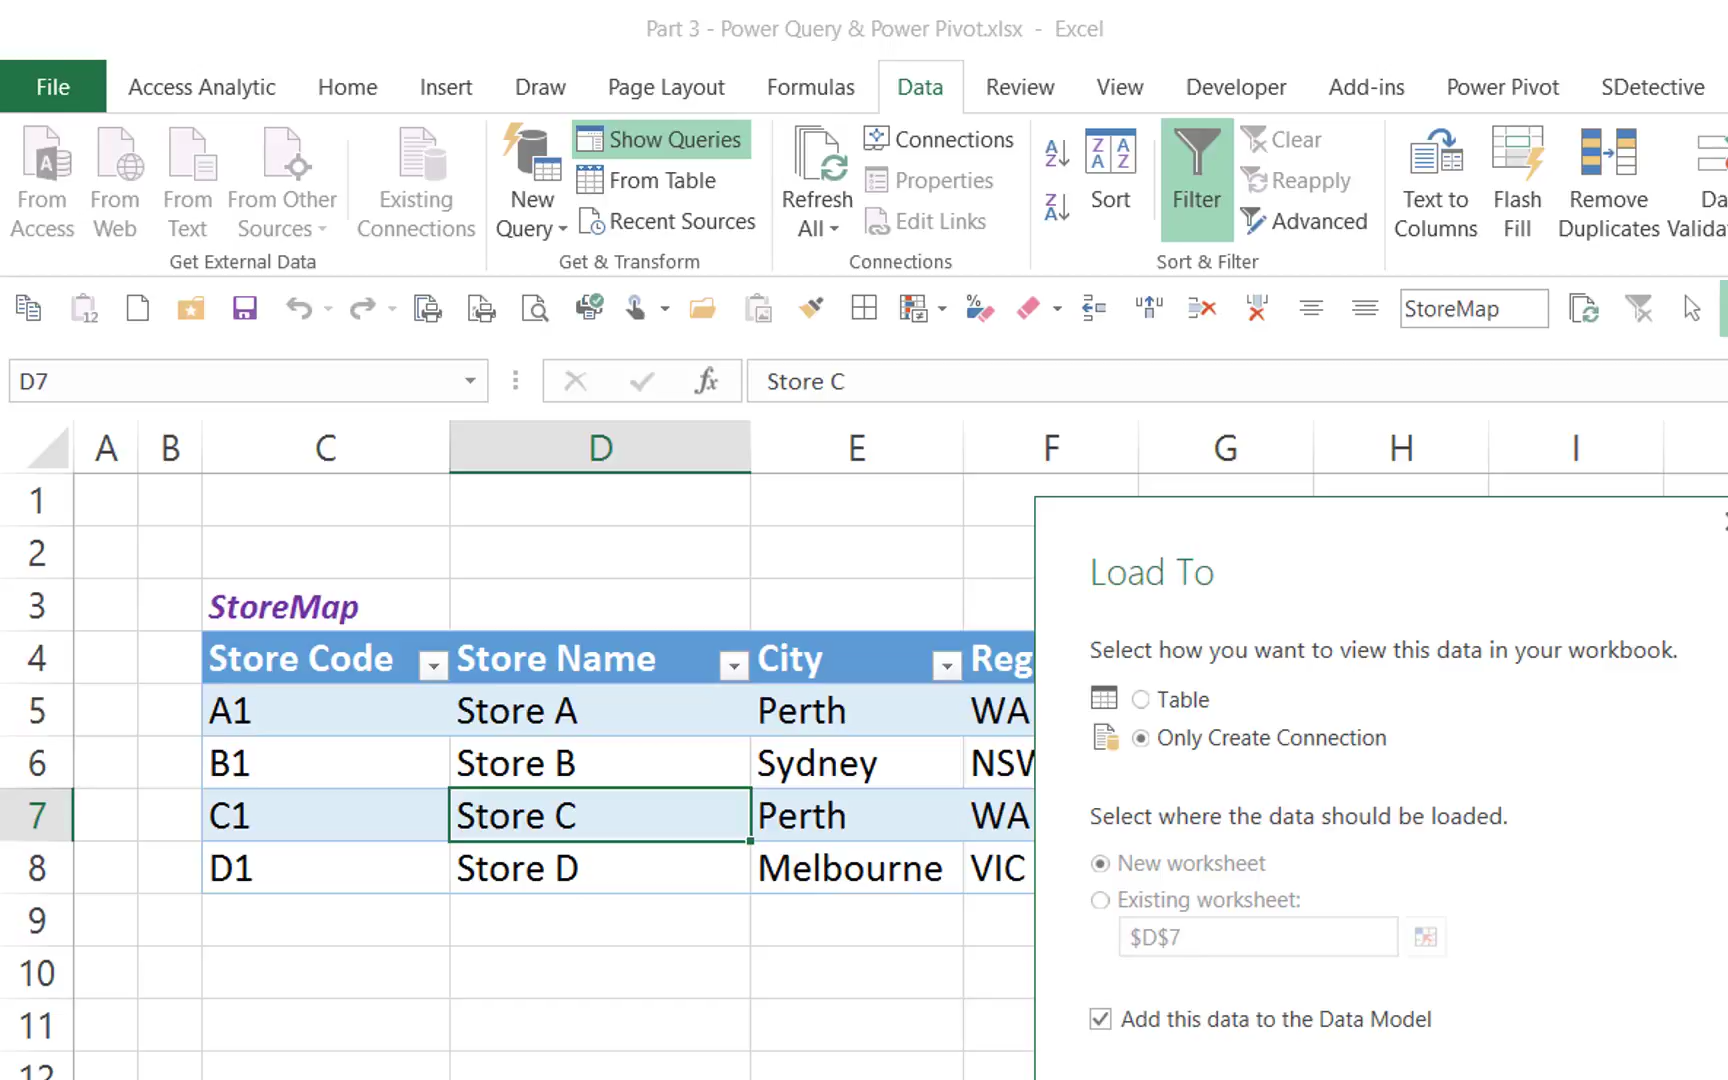 Part 3 - Power Query & Power Pivot.xlsx - Excel
File Access Analytic Home Insert Draw Page Layout Formulas Data Review View Developer Add-ins Power Pivot SDetective
From Access
From Web
From Text
From Other Sources
Existing Connections
Get External Data
New Query
Show Queries
From Table
Recent Sources
Get & Transform
Refresh All
Connections
Properties
Edit Links
Connections
Sort
Filter
Clear
Reapply
Advanced
Sort & Filter
Text to Columns
Flash Fill
Remove Duplicates
Da
Valida
12
StoreMap
D7
fx
Store C
A B C D E F G H I
1
2
3 StoreMap
4 Store Code Store Name City Reg
5 A1 Store A Perth WA
6 B1 Store B Sydney NSW
7 C1 Store C Perth WA
8 D1 Store D Melbourne VIC
9
10
11
12
Load To
Select how you want to view this data in your workbook.
Table
Only Create Connection
Select where the data should be loaded.
New worksheet
Existing worksheet:
$D$7
Add this data to the Data Model